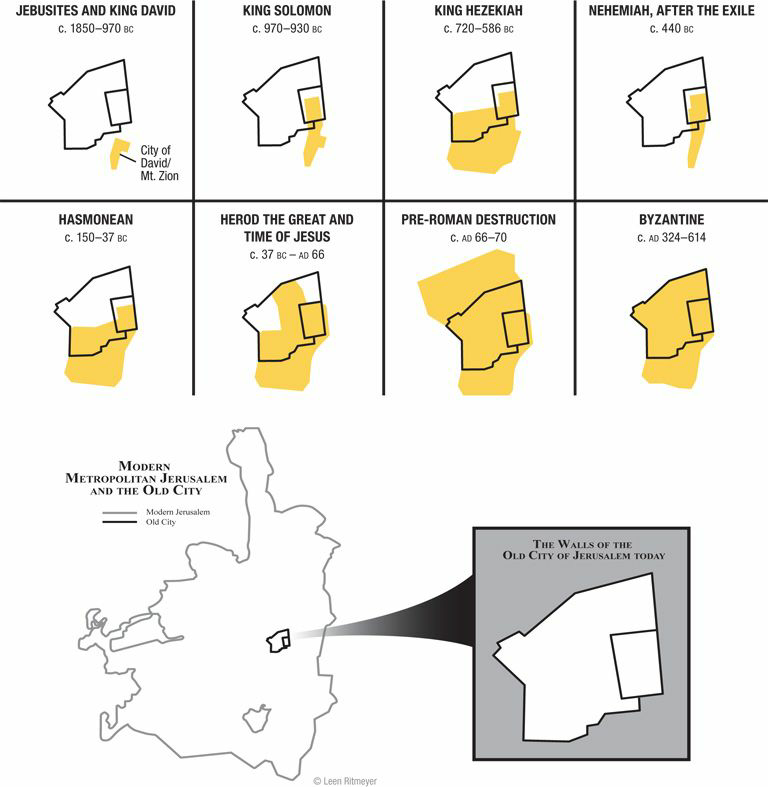 JEBUSITES AND KING DAVID
c. 1850–970 BC
City of
David/
Mt. Zion
KING SOLOMON
c. 970–930 BC
KING HEZEKIAH
c. 720–586 BC
NEHEMIAH, AFTER THE EXILE
c. 440 BC
HASMONEAN
c. 150–37 BC
HEROD THE GREAT AND
TIME OF JESUS
c. 37 BC – AD 66
PRE-ROMAN DESTRUCTION
c. AD 66–70
BYZANTINE
c. AD 324–614
MODERN
METROPOLITAN JERUSALEM
AND THE OLD CITY
Modern Jerusalem
Old City
THE WALLS OF THE
OLD CITY OF JERUSALEM TODAY
© Leen Ritmeyer